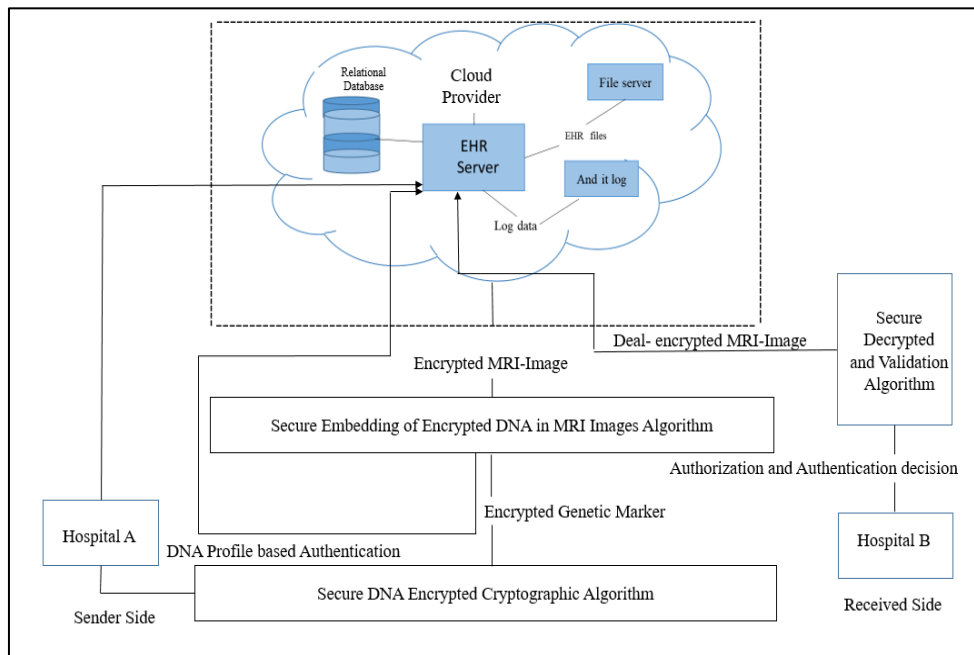 Relational
Database
Cloud
Provider
File server
EHR files
EHR
Server
And it log
Log data
Deal- encrypted MRI-Image
Secure
Decrypted
and Validation
Algorithm
Encrypted MRI-Image
Secure Embedding of Encrypted DNA in MRI Images Algorithm
Authorization and Authentication decision
Encrypted Genetic Marker
Hospital A
DNA Profile based Authentication
Hospital B
Secure DNA Encrypted Cryptographic Algorithm
Sender Side
Received Side